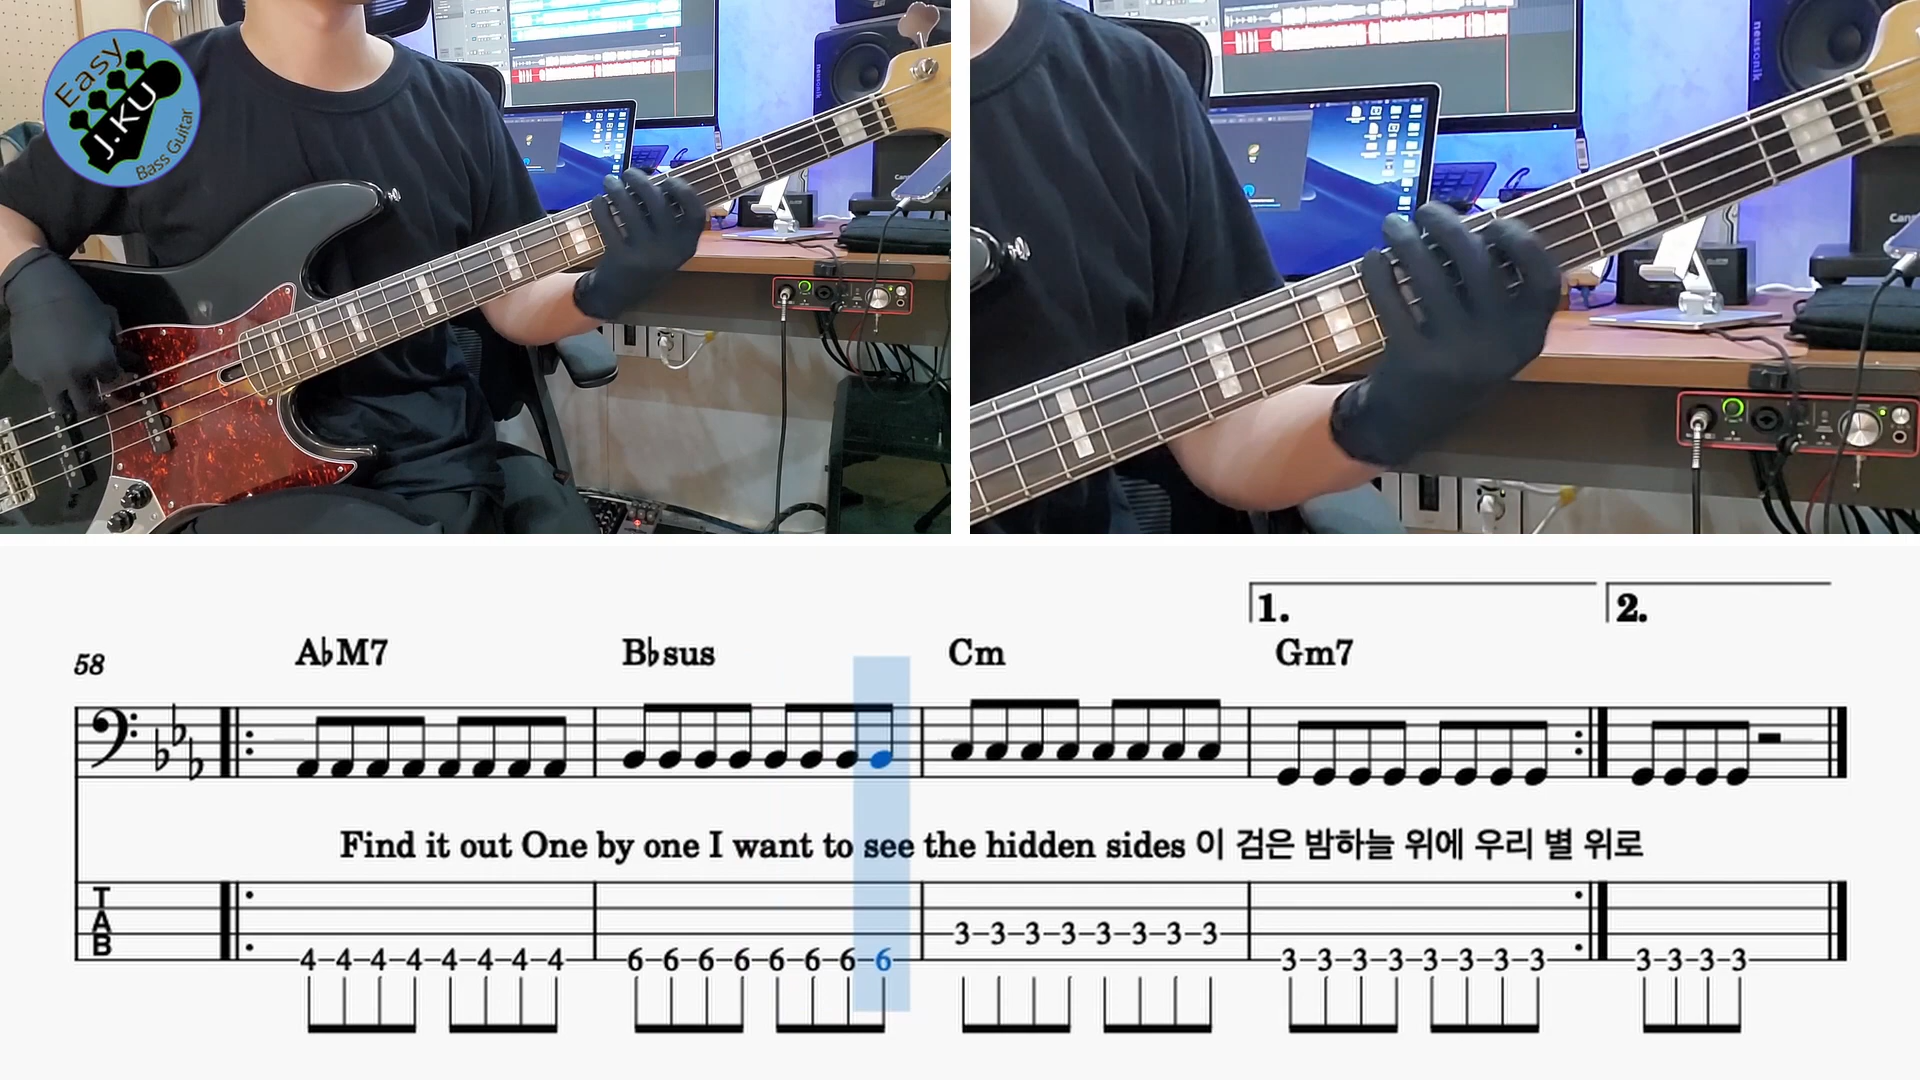 Easy
J.KU
Bass Guitar
neusonik
neusonik
1. 2.
58 A♭M7 B♭sus Cm Gm7
Find it out One by one I want to see the hidden sides 이 검은 밤하늘 위에 우리 별 위로
T
A
B
3 3 3 3 3 3 3 3
4 4 4 4 4 4 4 4 6 6 6 6 6 6 6 6 3 3 3 3 3 3 3 3 3 3 3 3